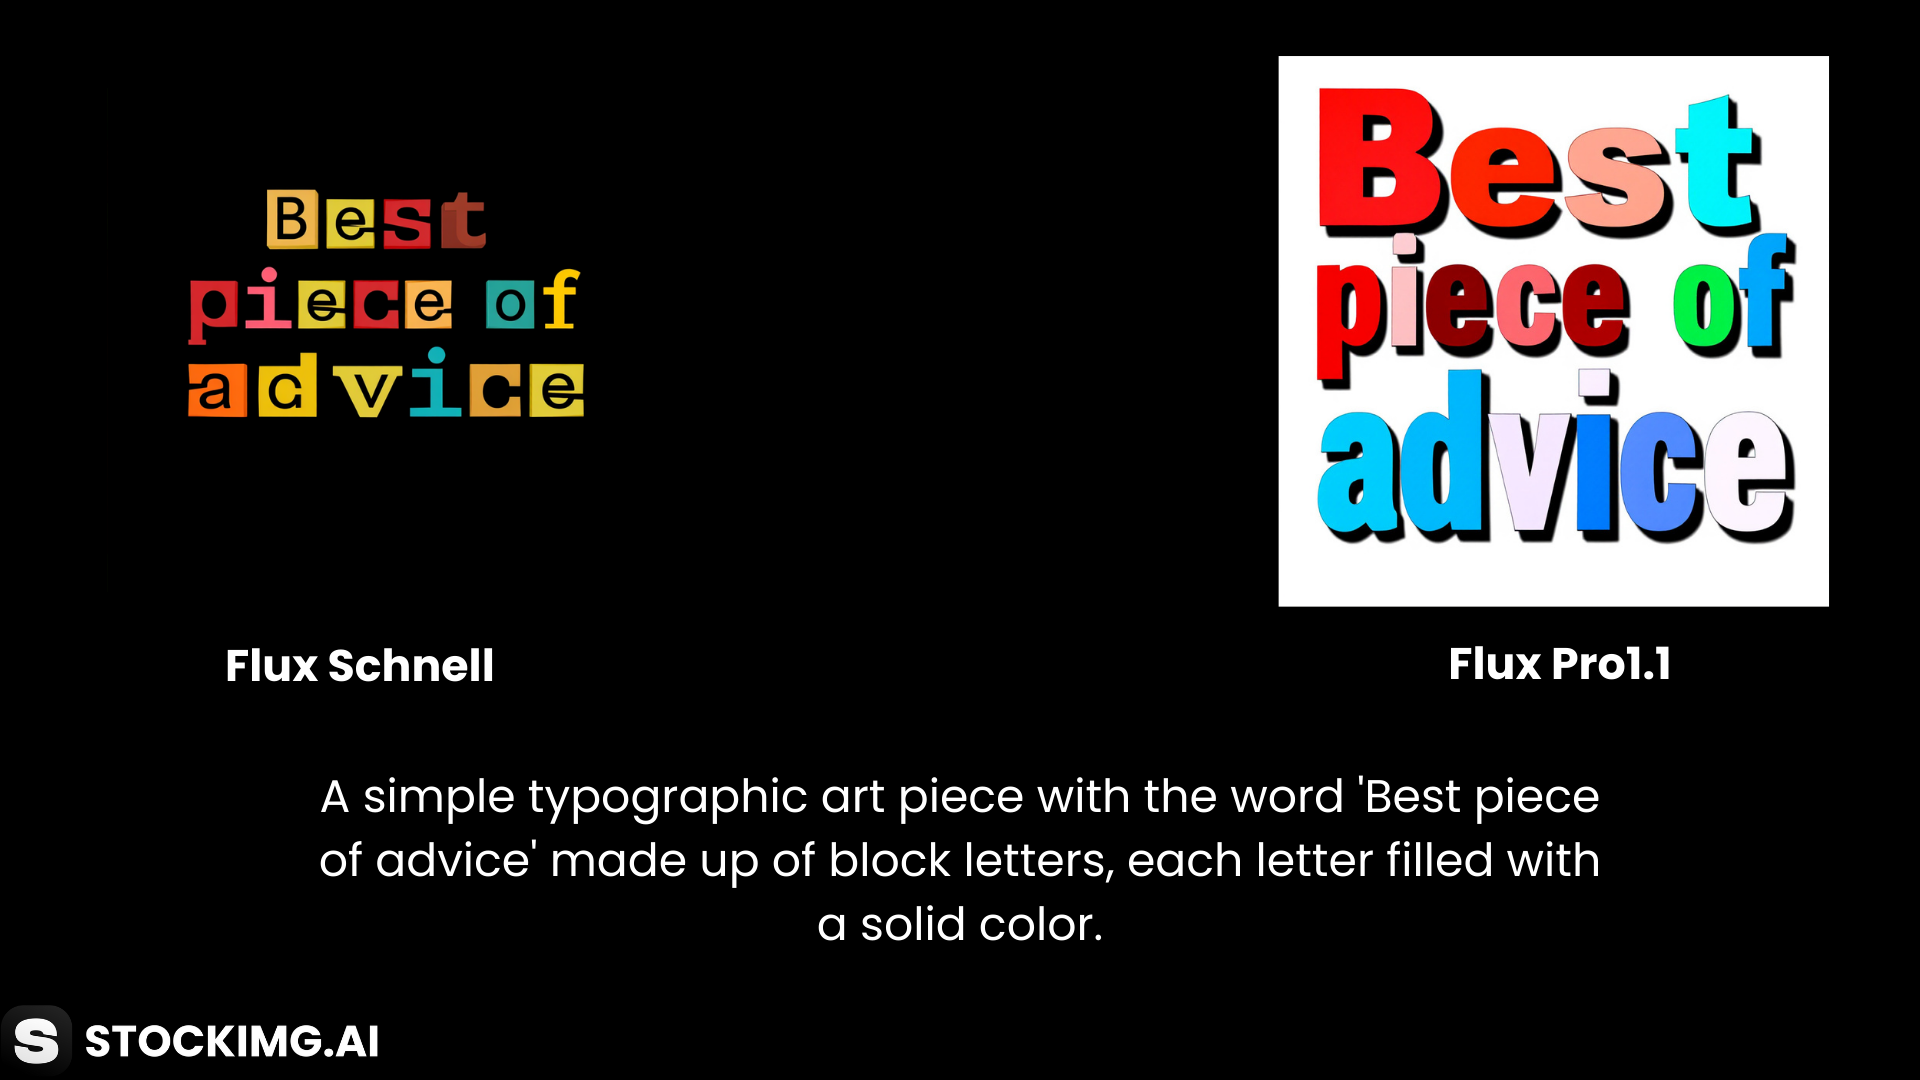 Best
piece of
advice
Best
piece of
advice
Flux Schnell
Flux Pro1.1
A simple typographic art piece with the word 'Best piece
of advice' made up of block letters, each letter filled with
a solid color.
S STOCKIMG.AI